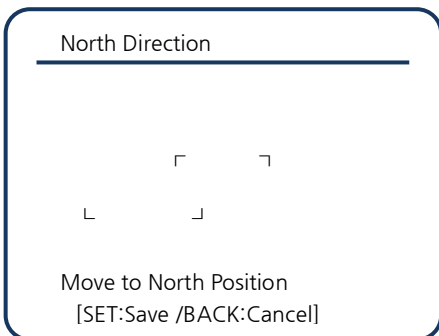 North Direction
Move to North Position
[SET:Save /BACK:Cancel]